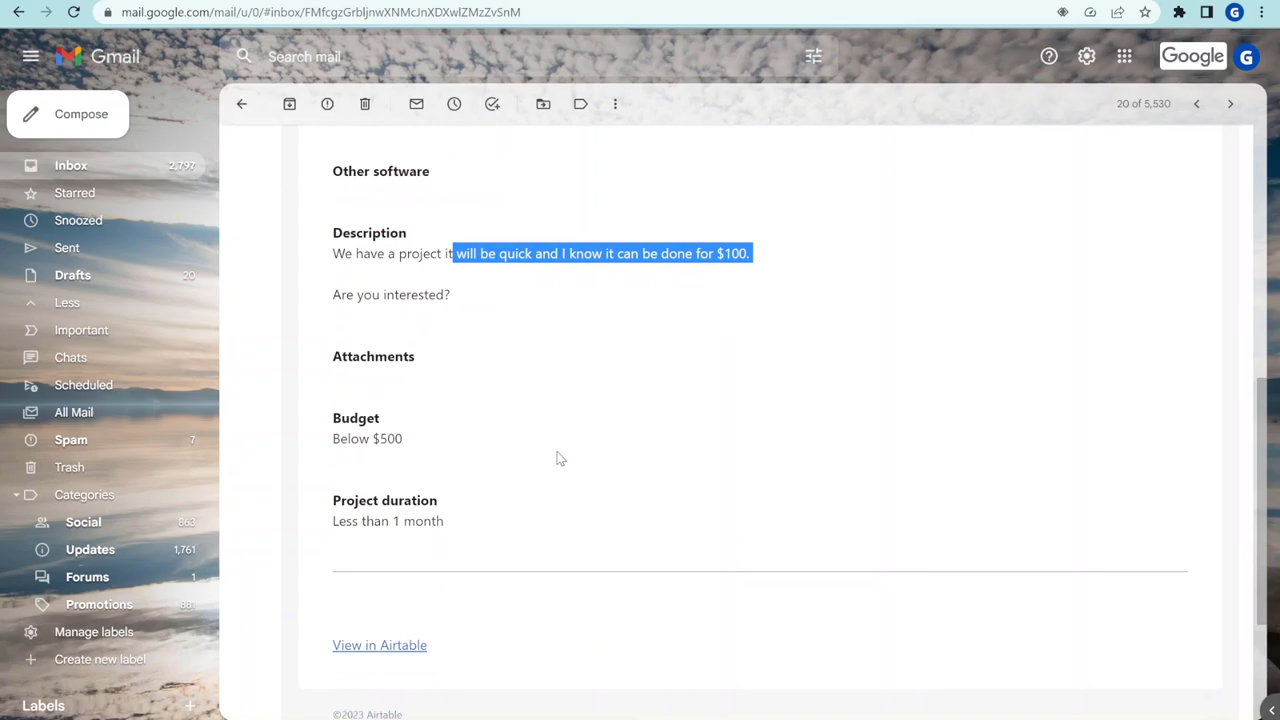 mail.google.com/mail/u/0/#inbox/FMfcgzGrbljnwXNMcJnXDXwlZMzZvSnM
G
Gmail
Search mail
Google
G
Compose
20 of 5,530
Inbox 2,797
Starred
Snoozed
Sent
Drafts 20
Less
Important
Chats
Scheduled
All Mail
Spam 7
Trash
Categories
Social 863
Updates 1,761
Forums 1
Promotions 881
Manage labels
Create new label
Labels
Other software
Description
We have a project it will be quick and I know it can be done for $100.
Are you interested?
Attachments
Budget
Below $500
Project duration
Less than 1 month
View in Airtable
©2023 Airtable